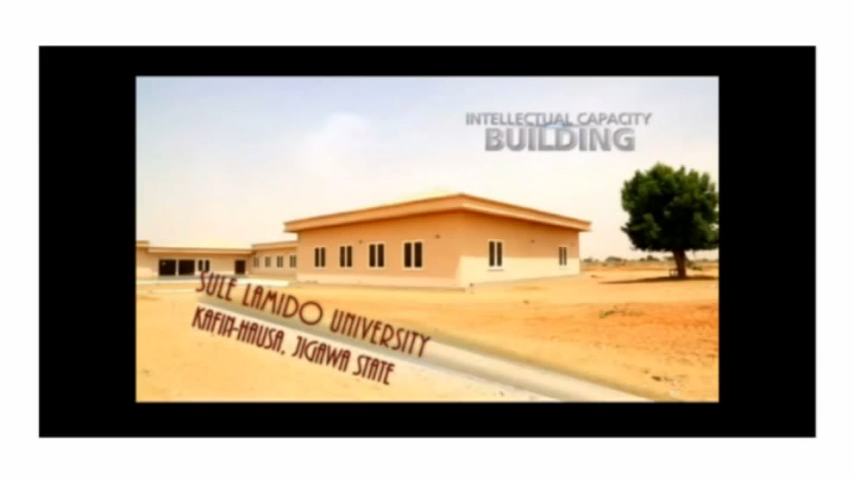 INTELLECTUAL CAPACITY
BUILDING
SULE LAMIDO UNIVERSITY
KAFIN-HAUSA, JIGAWA STATE